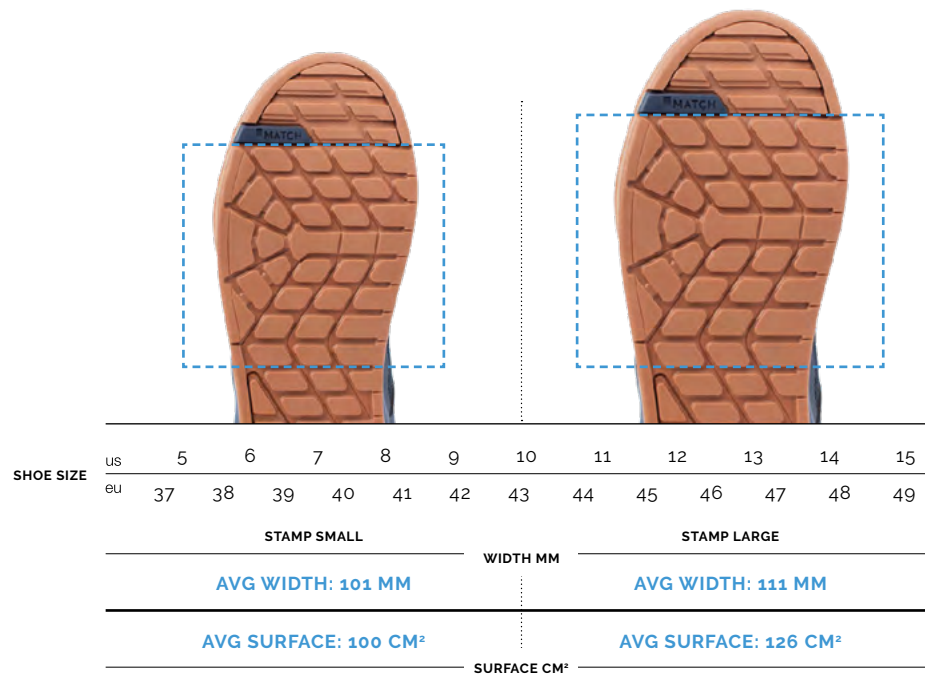 MATCH
MATCH
SHOE SIZE
us 5 6 7 8 9 10 11 12 13 14 15
eu 37 38 39 40 41 42 43 44 45 46 47 48 49
STAMP SMALL
STAMP LARGE
WIDTH MM
AVG WIDTH: 101 MM
AVG WIDTH: 111 MM
AVG SURFACE: 100 CM²
AVG SURFACE: 126 CM²
SURFACE CM²